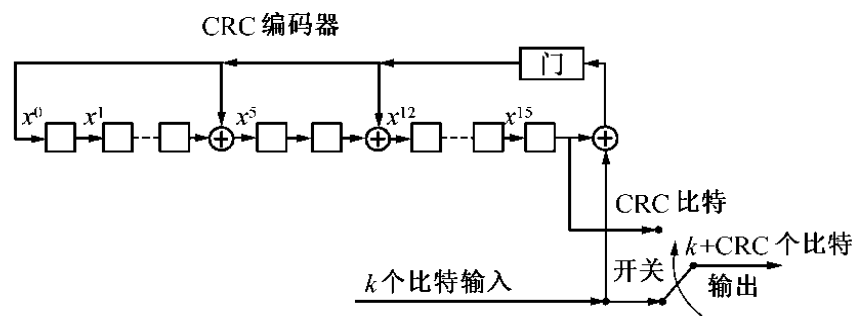 CRC 编码器
门
x⁰ x¹ x⁵ x¹² x¹⁵
CRC 比特
k+CRC 个比特
开关
输出
k个比特输入